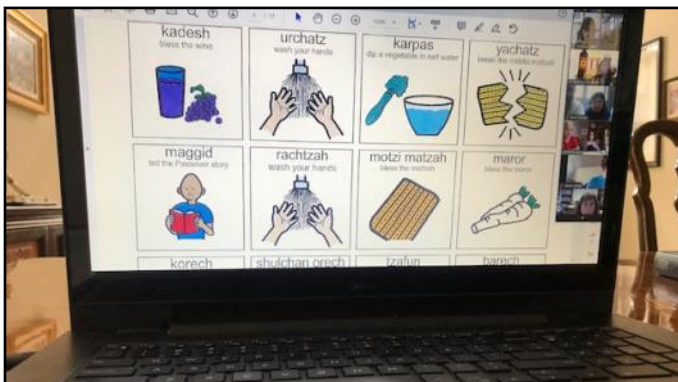 kadesh
bless the wine
urchatz
wash your hands
karpas
dip a vegetable in salt water
yachatz
break the middle matzah
maggid
tell the Passover story
rachtzah
wash your hands
motzi matzah
bless the matzah
maror
bless the maror
korech
shulchan orech
tzafun
barech